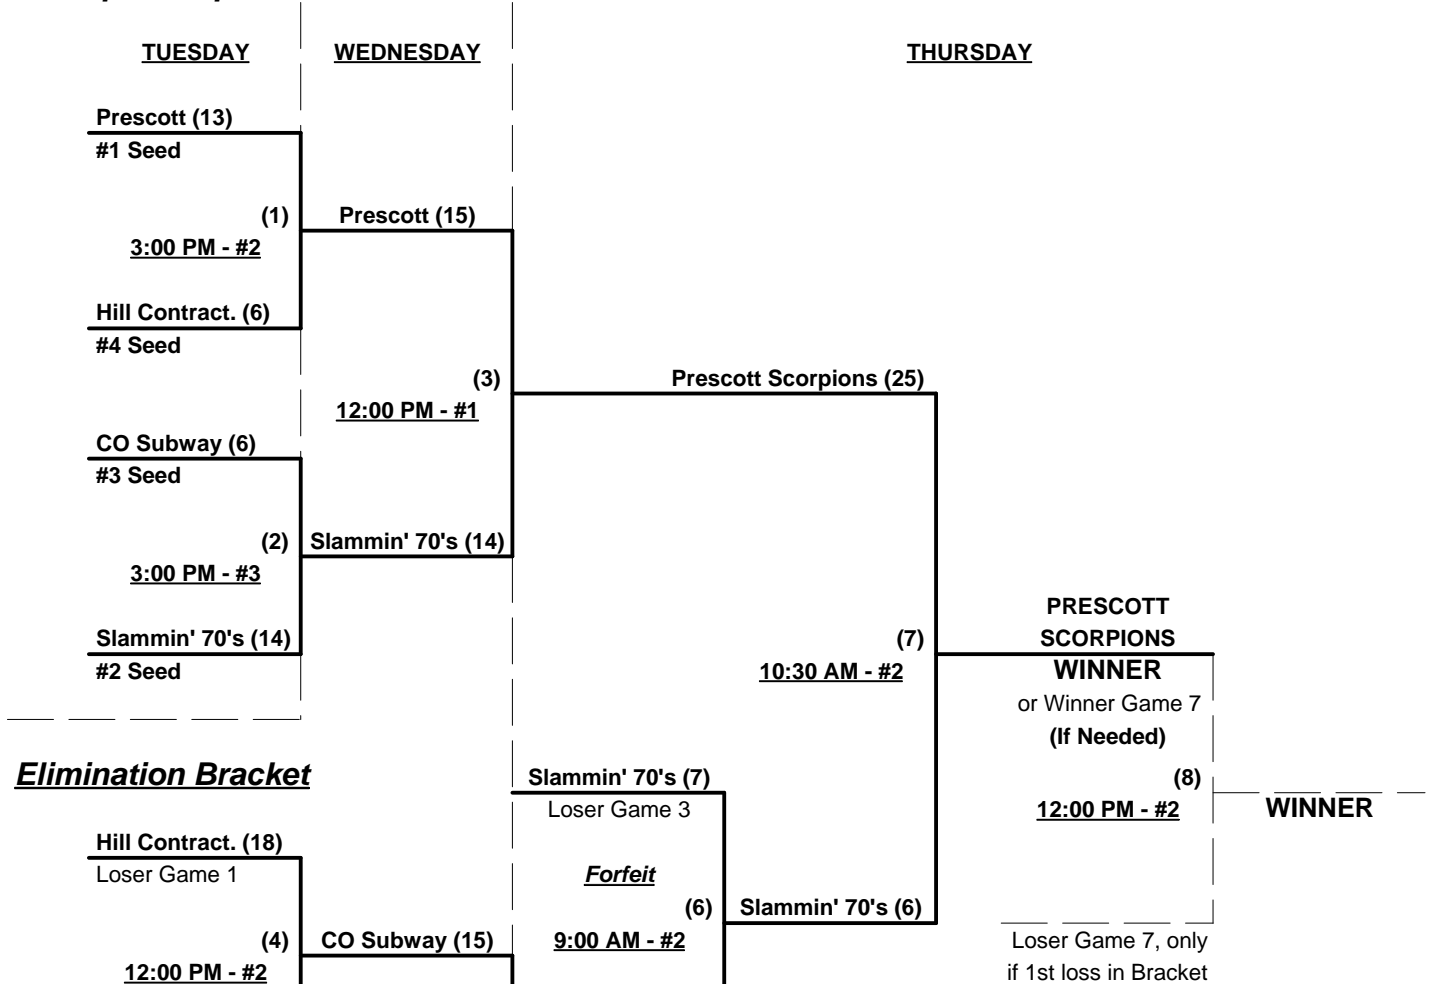 TUESDAY
WEDNESDAY
THURSDAY
Prescott (13)
#1 Seed
(1)
Prescott (15)
3:00 PM - #2
Hill Contract. (6)
#4 Seed
(3)
Prescott Scorpions (25)
12:00 PM - #1
CO Subway (6)
#3 Seed
(2)
Slammin' 70's (14)
3:00 PM - #3
PRESCOTT
SCORPIONS
Slammin' 70's (14)
#2 Seed
(7)
10:30 AM - #2
WINNER
or Winner Game 7
(If Needed)
Elimination Bracket
Slammin' 70's (7)
Loser Game 3
(8)
12:00 PM - #2
WINNER
Hill Contract. (18)
Loser Game 1
Forfeit
(6)
Slammin' 70's (6)
(4)
CO Subway (15)
9:00 AM - #2
12:00 PM - #2
Loser Game 7, only
if 1st loss in Bracket